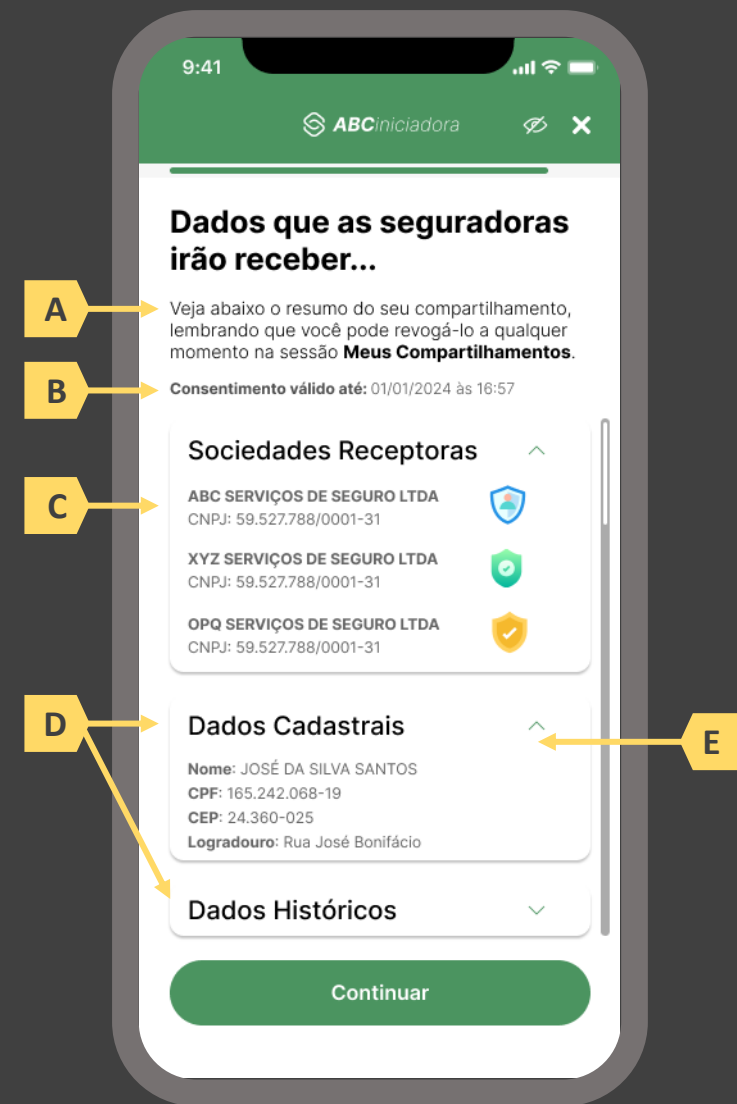 9:41
ABCiniciadora
Dados que as seguradoras
irão receber...
A
Veja abaixo o resumo do seu compartilhamento,
lembrando que você pode revogá-lo a qualquer
momento na sessão Meus Compartilhamentos.
B
Consentimento válido até: 01/01/2024 às 16:57
Sociedades Receptoras
C
ABC SERVIÇOS DE SEGURO LTDA
CNPJ: 59.527.788/0001-31
XYZ SERVIÇOS DE SEGURO LTDA
CNPJ: 59.527.788/0001-31
OPQ SERVIÇOS DE SEGURO LTDA
CNPJ: 59.527.788/0001-31
D
Dados Cadastrais
E
Nome: JOSÉ DA SILVA SANTOS
CPF: 165.242.068-19
CEP: 24.360-025
Logradouro: Rua José Bonifácio
Dados Históricos
Continuar